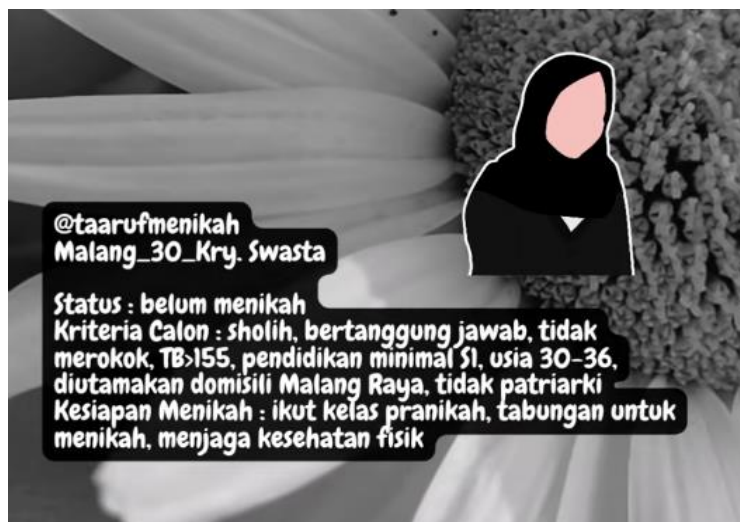 @taarufmenikah
Malang_30_Kry. Swasta
Status : belum menikah
Kriteria Calon : sholih, bertanggung jawab, tidak
merokok, TB>155, pendidikan minimal S1, usia 30-36,
diutamakan domisili Malang Raya, tidak patriarki
Kesiapan Menikah : ikut kelas pranikah, tabungan untuk
menikah, menjaga kesehatan fisik